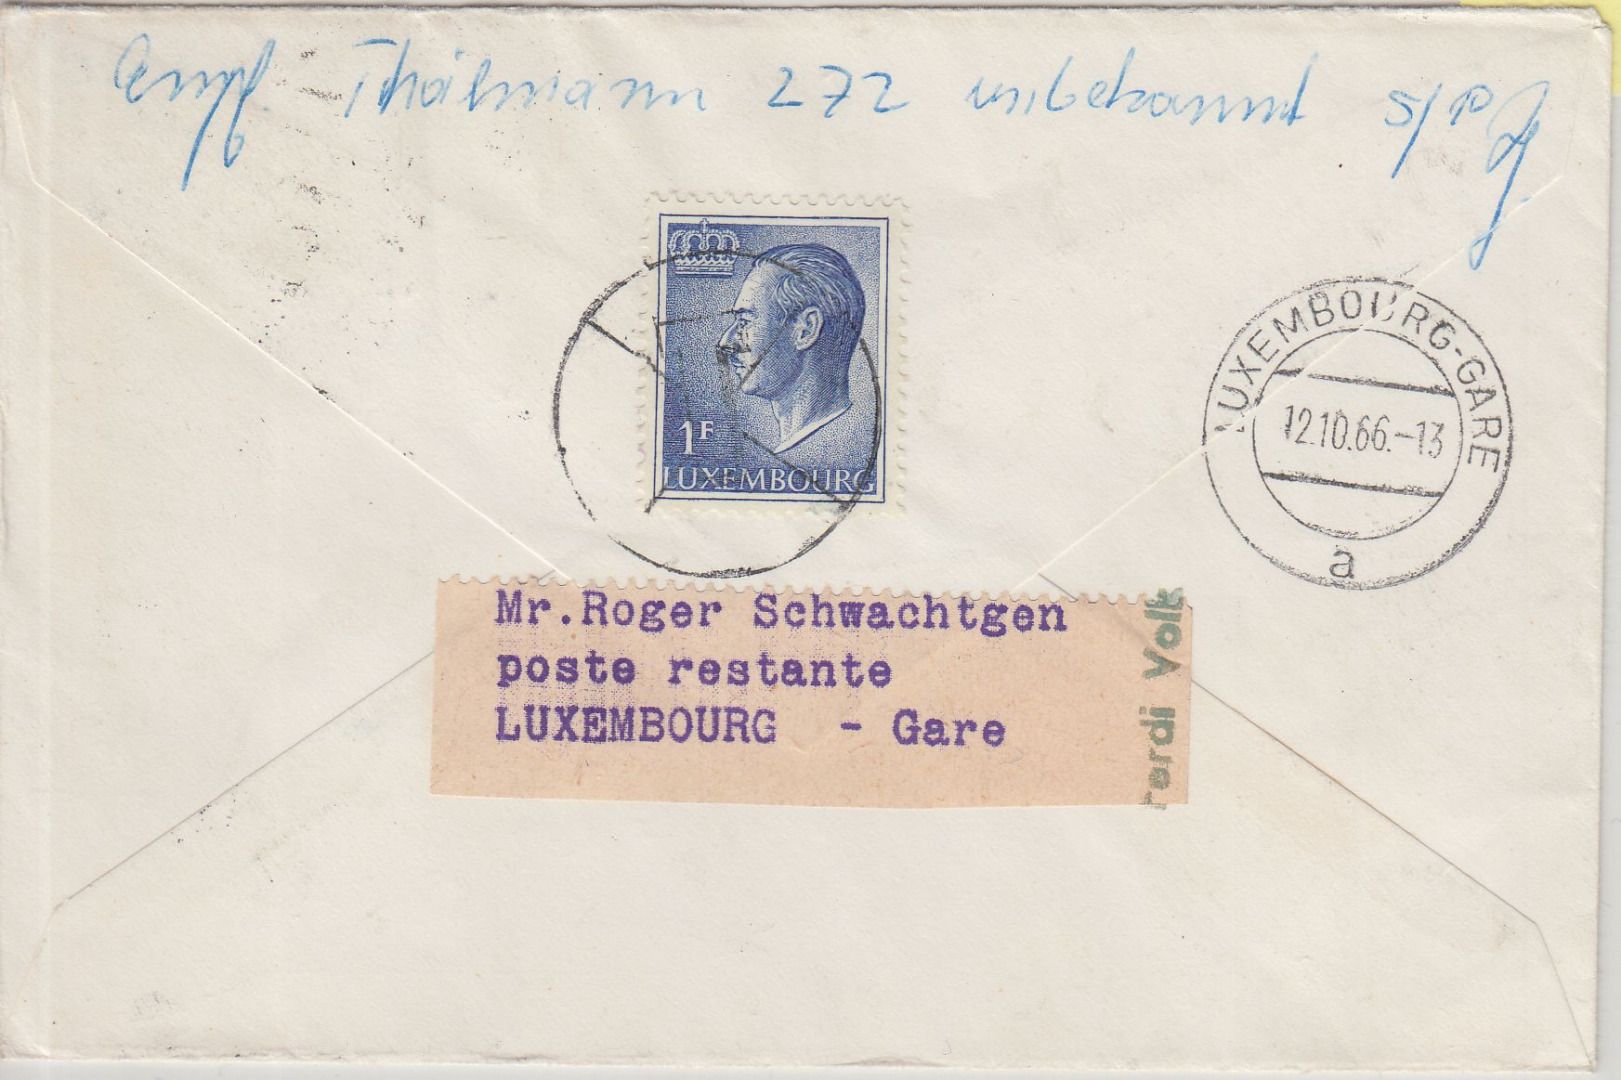 Empf. Thälmann 272 unbekannt
1F
LUXEMBOURG
LUXEMBOURG-GARE
12.10.66.-13
a
Mr.Roger Schwachtgen
poste restante
LUXEMBOURG - Gare